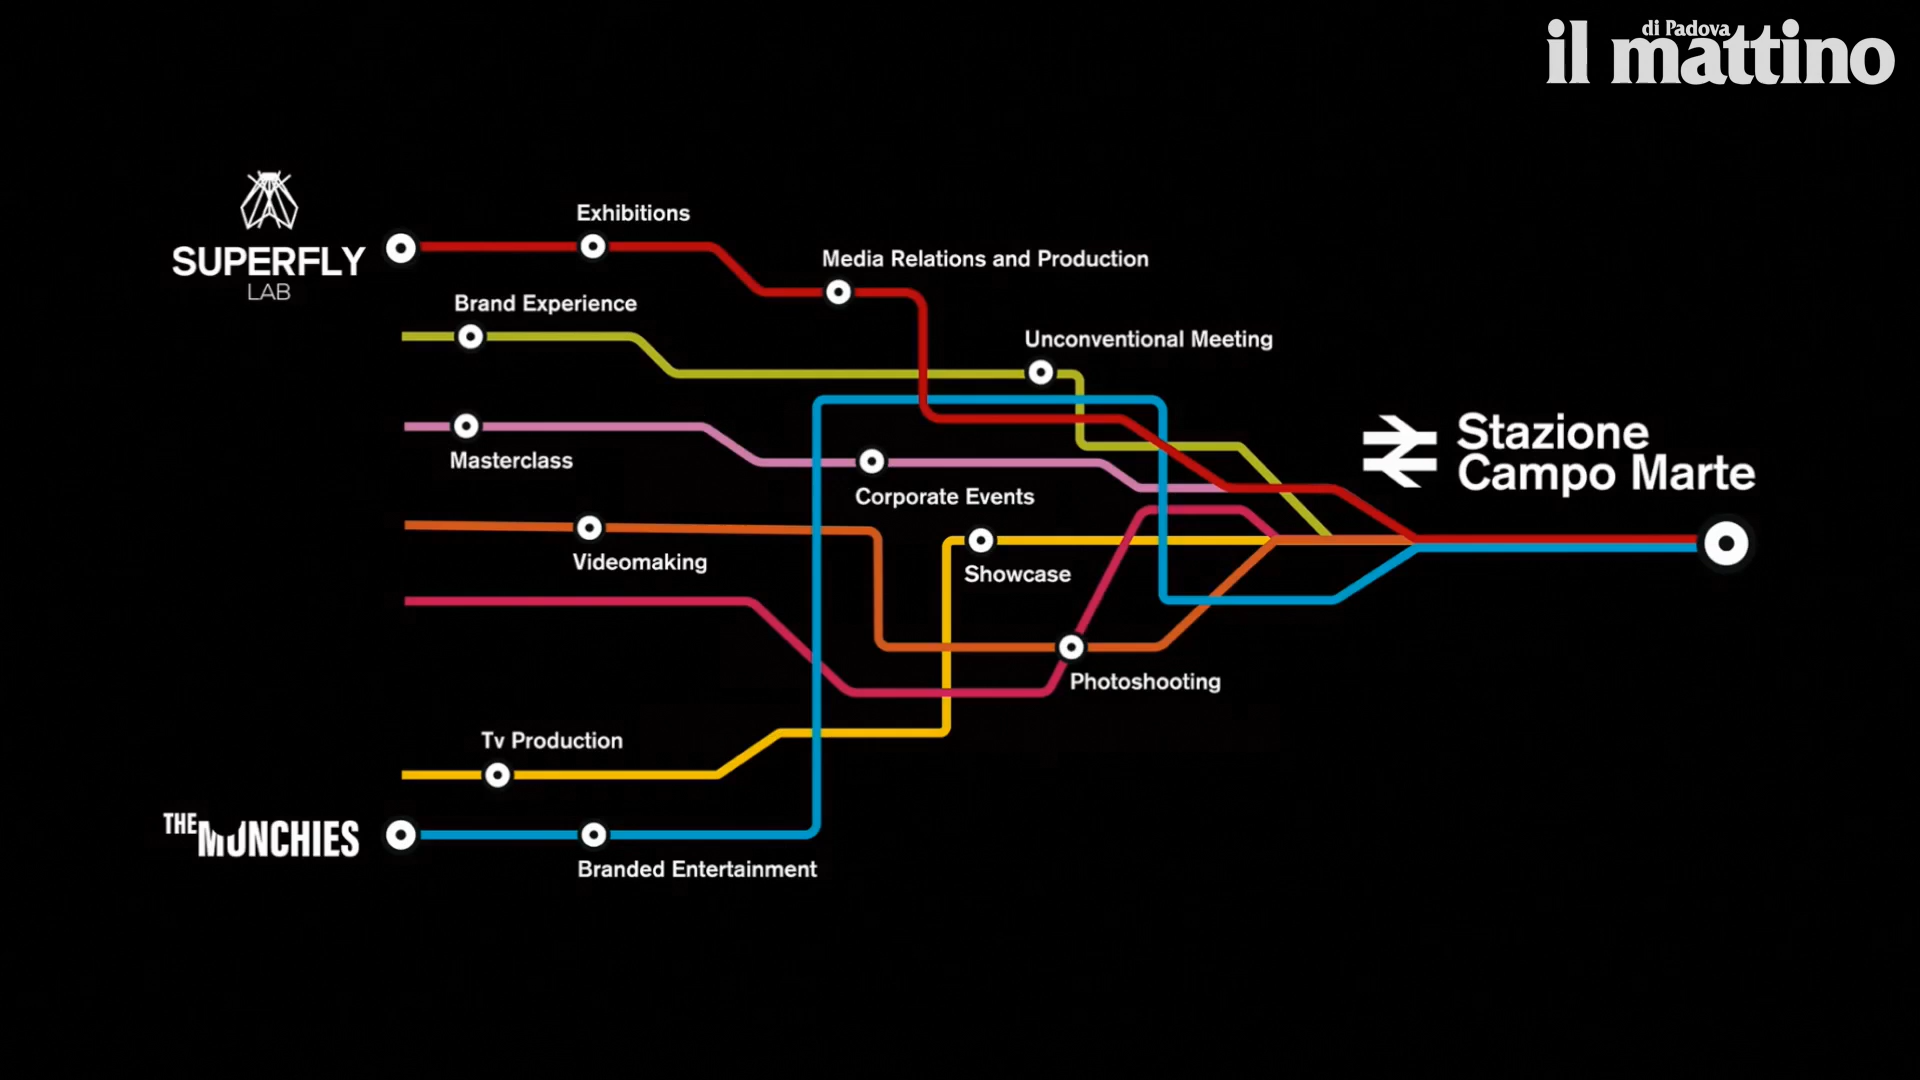 di Padova
il mattino
SUPERFLY
LAB
Exhibitions
Media Relations and Production
Brand Experience
Unconventional Meeting
Masterclass
Corporate Events
Stazione
Campo Marte
Videomaking
Showcase
Photoshooting
Tv Production
THE MUNCHIES
Branded Entertainment